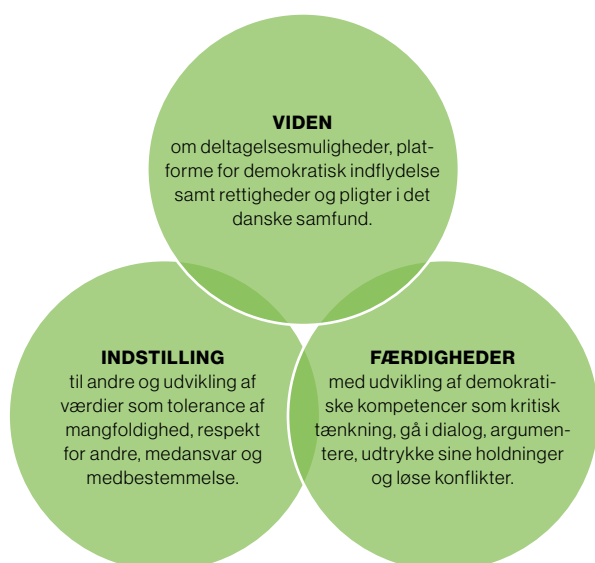 VIDEN
om deltagelsesmuligheder, plat-
forme for demokratisk indflydelse
samt rettigheder og pligter i det
danske samfund.
INDSTILLING
til andre og udvikling af
værdier som tolerance af
mangfoldighed, respekt
for andre, medansvar og
medbestemmelse.
FÆRDIGHEDER
med udvikling af demokrati-
ske kompetencer som kritisk
tænkning, gå i dialog, argumen-
tere, udtrykke sine holdninger
og løse konflikter.